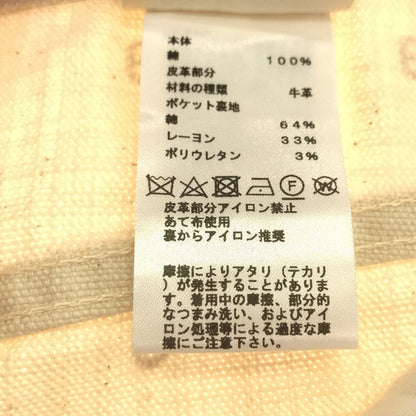 本体
綿 100%
皮革部分
材料の種類 牛革
ポケット裏地
綿 64%
レーヨン 33%
ポリウレタン 3%
F W
皮革部分アイロン禁止
あて布使用
裏からアイロン推奨
摩擦によりアタリ(テカリ
)が発生することがありま
す。着用中の摩擦、部分的
なつまみ洗い、およびアイ
ロン処理等による過度な摩
擦にご注意下さい。